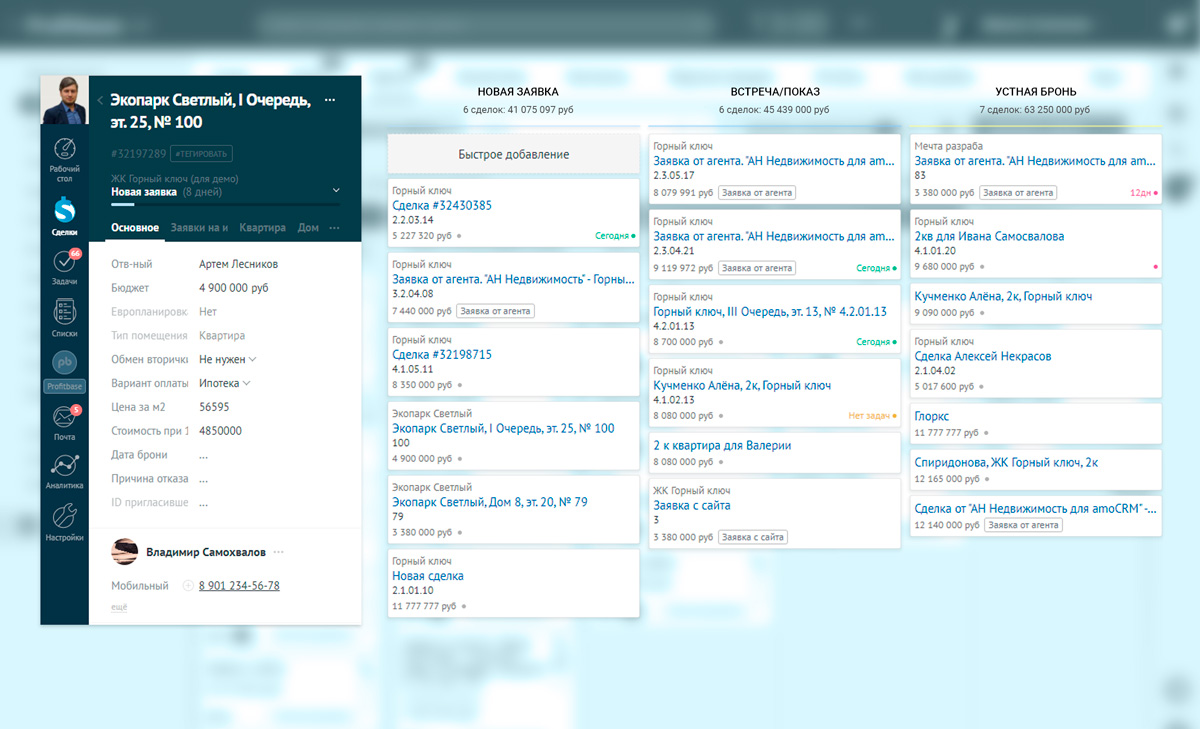 Экопарк Светлый, I Очередь, ...
эт. 25, № 100
#32197289 #ТЕГИРОВАТЬ
ЖК Горный ключ (для демо)
Новая заявка (8 дней)
Основное Заявки на и Квартира Дом ...
Рабочий
стол
Сделки
66
Задачи
Списки
pb
Profitbase
5
Почта
Аналитика
Настройки
Отв-ный Артем Лесников
Бюджет 4 900 000 руб
Европланировк Нет
Тип помещения Квартира
Обмен вторичк Не нужен
Вариант оплаты Ипотека
Цена за м2 56595
Стоимость при 1 4850000
Дата брони ...
Причина отказа ...
ID пригласивше ...
Владимир Самохвалов ...
Мобильный 8 901 234-56-78
ещё
НОВАЯ ЗАЯВКА
6 сделок: 41 075 097 руб
Быстрое добавление
Горный ключ
Сделка #32430385
2.2.03.14
5 227 320 руб Сегодня
Горный ключ
Заявка от агента. "АН Недвижимость" - Горны...
3.2.04.08
7 440 000 руб Заявка от агента
Горный ключ
Сделка #32198715
4.1.05.11
8 350 000 руб
Экопарк Светлый
Экопарк Светлый, I Очередь, эт. 25, № 100
100
4 900 000 руб
Экопарк Светлый
Экопарк Светлый, Дом 8, эт. 20, № 79
79
3 380 000 руб
Горный ключ
Новая сделка
2.1.01.10
11 777 777 руб
ВСТРЕЧА/ПОКАЗ
6 сделок: 45 439 000 руб
Горный ключ
Заявка от агента. "АН Недвижимость для amo...
2.3.05.17
8 079 991 руб Заявка от агента
Горный ключ
Заявка от агента. "АН Недвижимость для amo...
2.3.04.21
9 119 972 руб Заявка от агента Сегодня
Горный ключ
Горный ключ, III Очередь, эт. 13, № 4.2.01.13
4.2.01.13
8 700 000 руб Сегодня
Горный ключ
Кучменко Алёна, 2к, Горный ключ
4.1.02.13
8 080 000 руб Нет задач
2 к квартира для Валерии
8 080 000 руб
ЖК Горный ключ
Заявка с сайта
3
3 380 000 руб Заявка с сайта
УСТНАЯ БРОНЬ
7 сделок: 63 250 000 руб
Мечта разраба
Заявка от агента. "АН Недвижимость для am...
83
3 380 000 руб Заявка от агента 12дн
Горный ключ
2кв для Ивана Самосвалова
4.1.01.20
9 680 000 руб
Кучменко Алёна, 2к, Горный ключ
9 090 000 руб
Горный ключ
Сделка Алексей Некрасов
2.1.04.02
5 017 600 руб
Глоркс
11 777 777 руб
Спиридонова, ЖК Горный ключ, 2к
12 165 000 руб
Сделка от "АН Недвижимость для amoCRM" -...
12 140 000 руб Заявка от агента